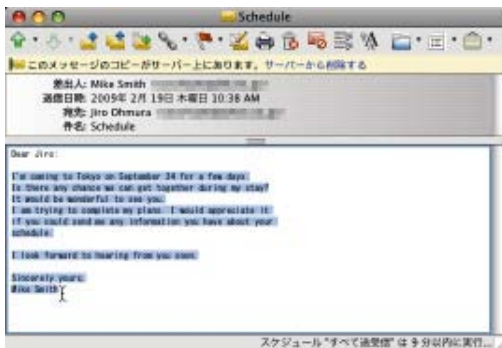 Schedule
このメッセージのコピーがサーバー上にあります。サーバーから削除する
差出人: Mike Smith
送信日時: 2009年 2月 19日 木曜日 10:38 AM
宛先: Jiro Ohmura
件名: Schedule
Dear Jiro:
I'm coming to Tokyo on September 24 for a few days.
Is there any chance we can get together during my stay?
It would be wonderful to see you.
I am trying to complete my plans. I would appreciate it
if you could send me any information you have about your
schedule.
I look forward to hearing from you soon.
Sincerely yours,
Mike Smith
スケジュール "すべて送受信" は 9 分以内に実行...